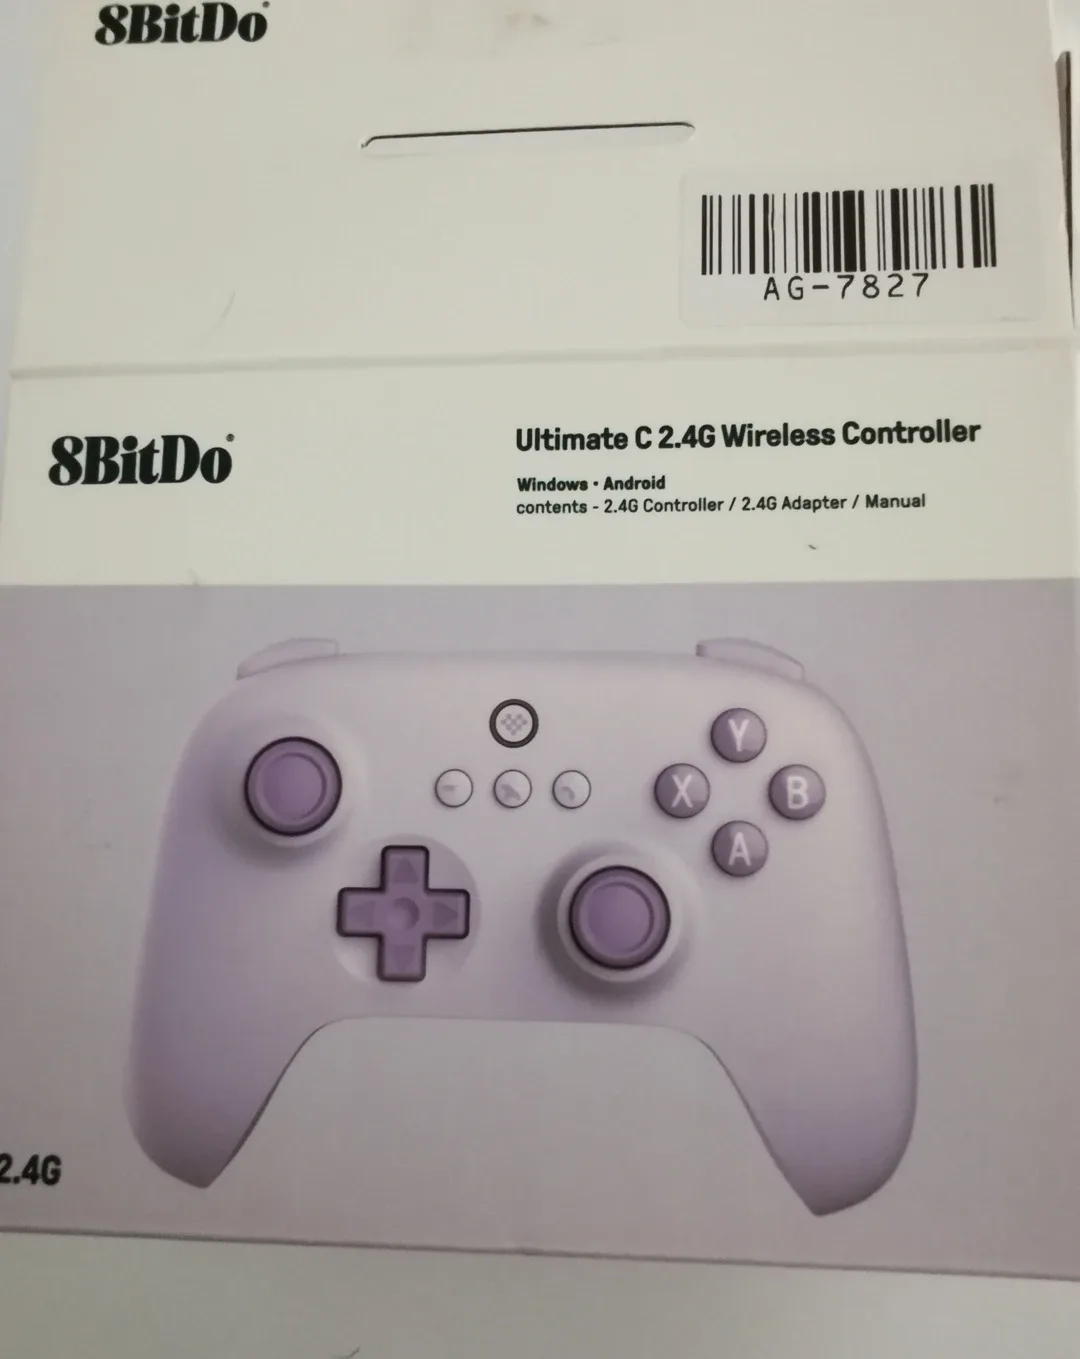 8BitDo
AG-7827
8BitDo
Ultimate C 2.4G Wireless Controller
Windows • Android
contents - 2.4G Controller / 2.4G Adapter / Manual
Y
X
B
A
2.4G